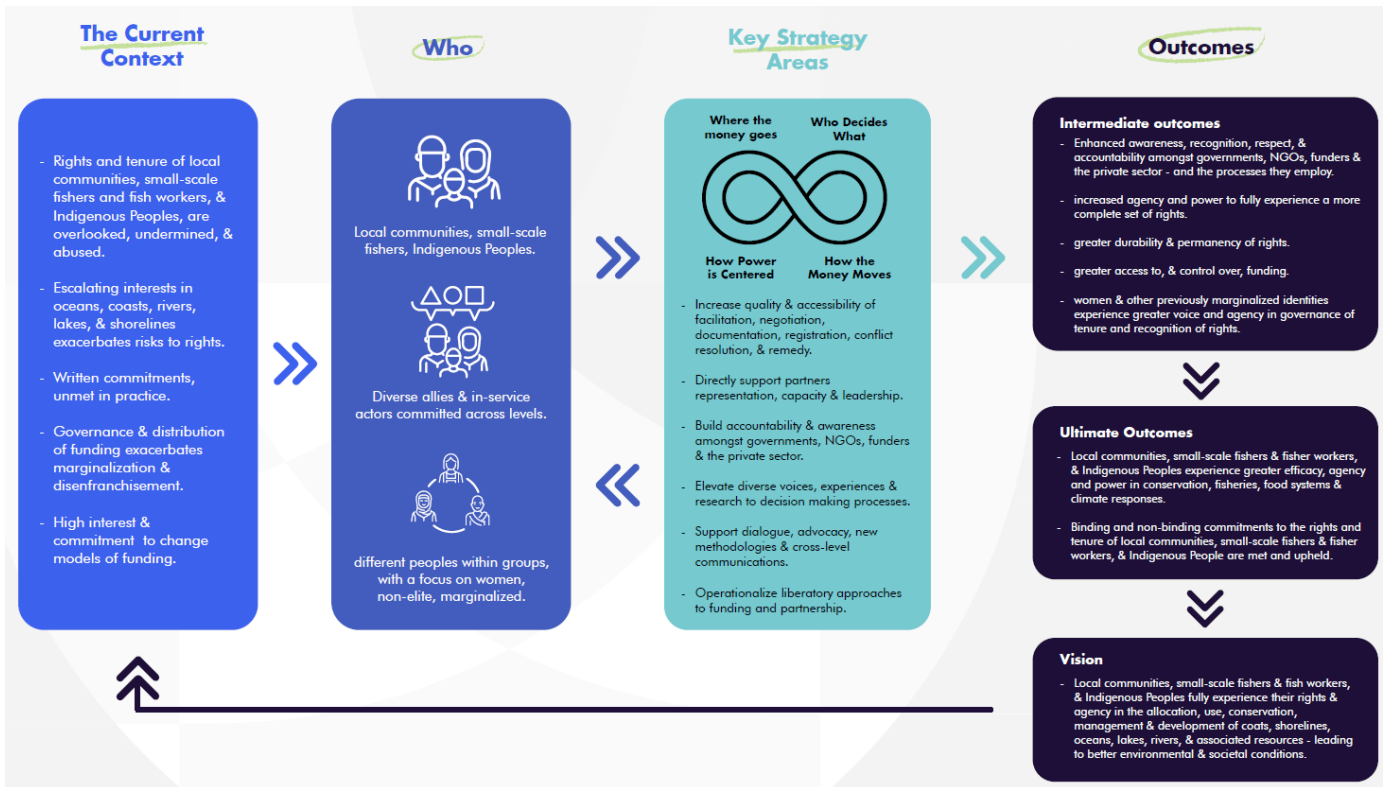 The Current
Context
- Rights and tenure of local
communities, small-scale
fishers and fish workers, &
Indigenous Peoples, are
overlooked, undermined, &
abused.
- Escalating interests in
oceans, coasts, rivers,
lakes, & shorelines
exacerbates risks to rights.
- Written commitments,
unmet in practice.
- Governance & distribution
of funding exacerbates
marginalization &
disenfranchisement.
- High interest &
commitment to change
models of funding.
Who
Local communities, small-scale
fishers, Indigenous Peoples.
Diverse allies & in-service
actors committed across levels.
different peoples within groups,
with a focus on women,
non-elite, marginalized.
Key Strategy
Areas
Where the
money goes
Who Decides
What
How Power
is Centered
How the
Money Moves
- Increase quality & accessibility of
facilitation, negotiation,
documentation, registration, conflict
resolution, & remedy.
- Directly support partners
representation, capacity & leadership.
- Build accountability & awareness
amongst governments, NGOs, funders
& the private sector.
- Elevate diverse voices, experiences &
research to decision making processes.
- Support dialogue, advocacy, new
methodologies & cross-level
communications.
- Operationalize liberatory approaches
to funding and partnership.
Outcomes
Intermediate outcomes
- Enhanced awareness, recognition, respect, &
accountability amongst governments, NGOs, funders &
the private sector - and the processes they employ.
- increased agency and power to fully experience a more
complete set of rights.
- greater durability & permanency of rights.
- greater access to, & control over, funding.
- women & other previously marginalized identities
experience greater voice and agency in governance of
tenure and recognition of rights.
Ultimate Outcomes
- Local communities, small-scale fishers & fisher workers,
& Indigenous Peoples experience greater efficacy, agency
and power in conservation, fisheries, food systems &
climate responses.
- Binding and non-binding commitments to the rights and
tenure of local communities, small-scale fishers & fisher
workers, & Indigenous People are met and upheld.
Vision
- Local communities, small-scale fishers & fish workers,
& Indigenous Peoples fully experience their rights &
agency in the allocation, use, conservation,
management & development of coats, shorelines,
oceans, lakes, rivers, & associated resources - leading
to better environmental & societal conditions.